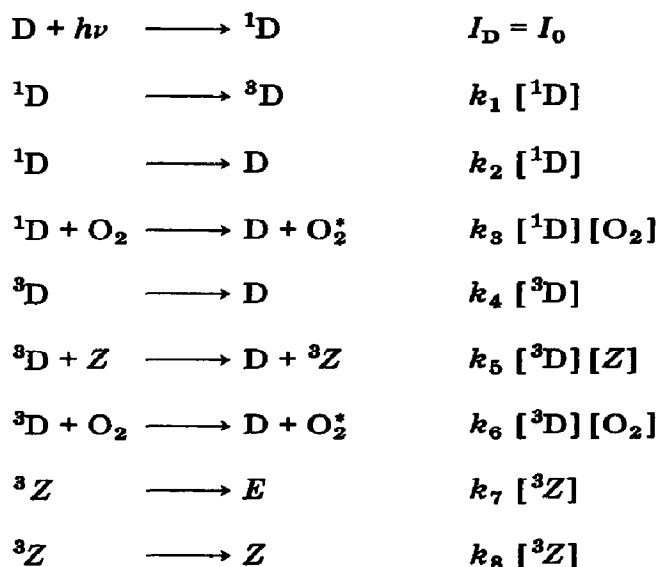 D + hν ⟶ ¹D I_D = I₀
¹D ⟶ ³D k₁ [¹D]
¹D ⟶ D k₂ [¹D]
¹D + O₂ ⟶ D + O₂* k₃ [¹D][O₂]
³D ⟶ D k₄ [³D]
³D + Z ⟶ D + ³Z k₅ [³D][Z]
³D + O₂ ⟶ D + O₂* k₆ [³D][O₂]
³Z ⟶ E k₇ [³Z]
³Z ⟶ Z k₈ [³Z]